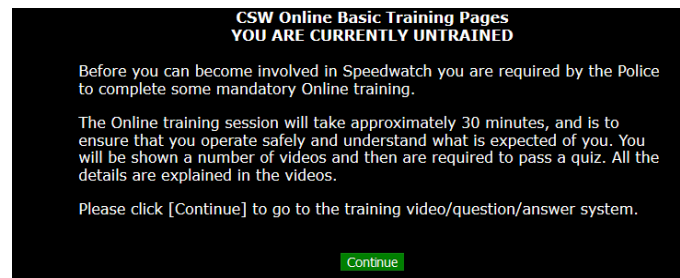 CSW Online Basic Training Pages
YOU ARE CURRENTLY UNTRAINED
Before you can become involved in Speedwatch you are required by the Police
to complete some mandatory Online training.
The Online training session will take approximately 30 minutes, and is to
ensure that you operate safely and understand what is expected of you. You
will be shown a number of videos and then are required to pass a quiz. All the
details are explained in the videos.
Please click [Continue] to go to the training video/question/answer system.
Continue